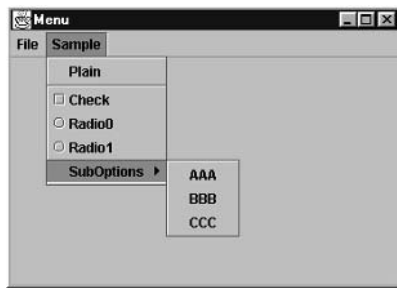 Menu
File Sample
Plain
Check
Radio0
Radio1
SubOptions
AAA
BBB
CCC